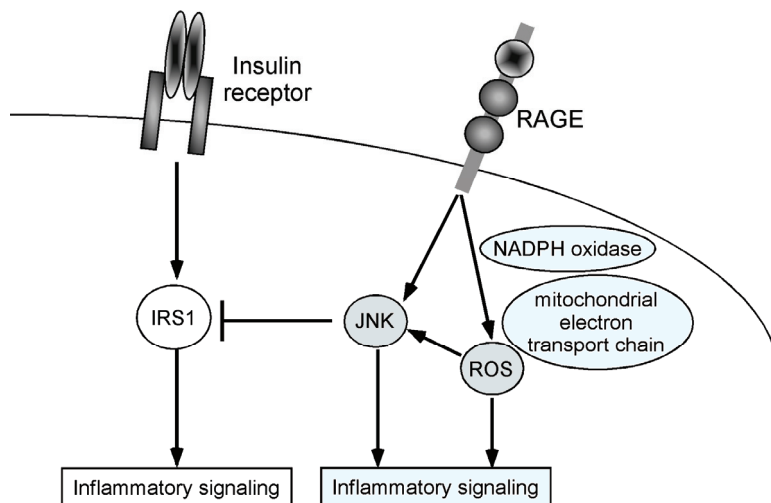 Insulin
receptor
RAGE
NADPH oxidase
mitochondrial
electron
transport chain
IRS1
JNK
ROS
Inflammatory signaling
Inflammatory signaling